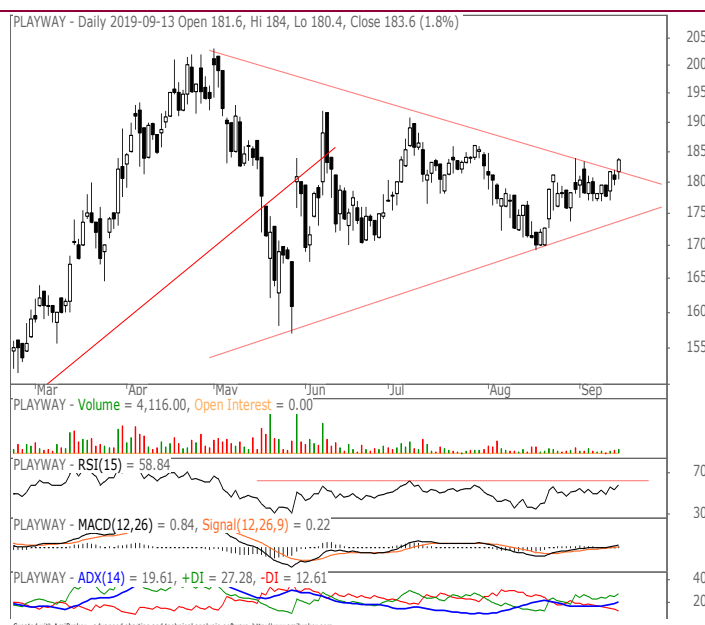 PLAYWAY - Daily 2019-09-13 Open 181.6, Hi 184, Lo 180.4, Close 183.6 (1.8%)
205
200
195
190
185
180
175
170
165
160
155
Mar Apr May Jun Jul Aug Sep
PLAYWAY - Volume = 4,116.00, Open Interest = 0.00
PLAYWAY - RSI(15) = 58.84
70
30
PLAYWAY - MACD(12,26) = 0.84, Signal(12,26,9) = 0.22
PLAYWAY - ADX(14) = 19.61, +DI = 27.28, -DI = 12.61
40
20